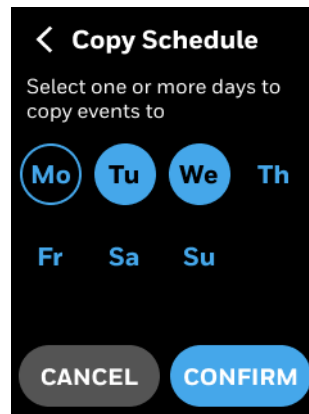 Copy Schedule
Select one or more days to
copy events to
Mo Tu We Th
Fr Sa Su
CANCEL CONFIRM